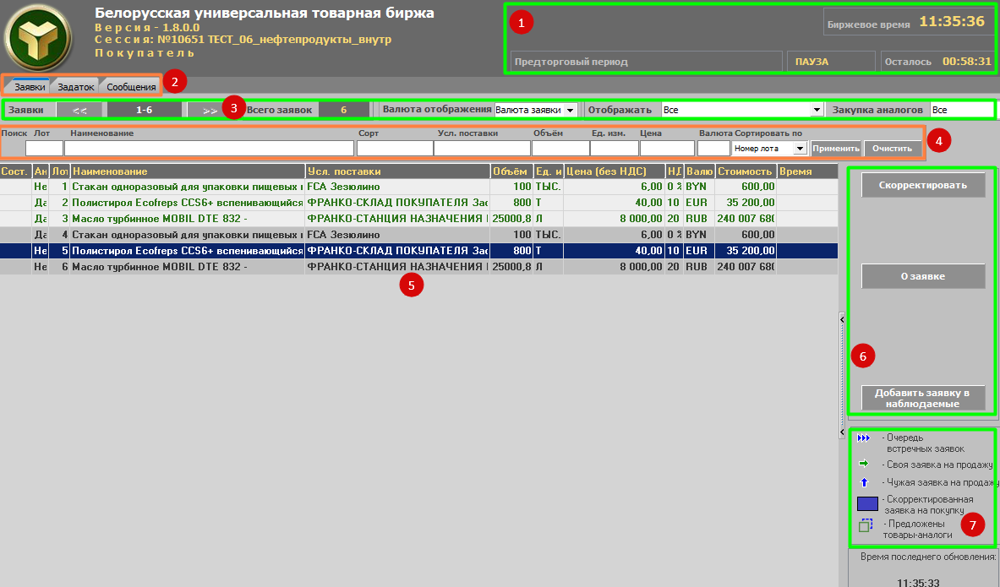 Белорусская универсальная товарная биржа
Версия - 1.8.0.0
Сессия: №10651 ТЕСТ_06_нефтепродукты_внутр
Покупатель
1
Биржевое время 11:35:36
Предторговый период ПАУЗА Осталось 00:58:31
Заявки Задаток Сообщения 2
Заявки << 1-6 >> 3 Всего заявок 6 Валюта отображения Валюта заявки Отображать Все Закупка аналогов Все
Поиск Лот Наименование Сорт Усл. поставки Объём Ед. изм. Цена Валюта Сортировать по
Номер лота Применить Очистить 4
Сост. Ан Лот Наименование Усл. поставки Объём Ед. и Цена (без НДС) НД Валю Стоимость Время
Не 1 Стакан одноразовый для упаковки пищевых FCA Зезюлино 100 ТЫС. 6,00 0 % BYN 600,00
Да 2 Полистирол Ecofreps CCS6+ вспенивающийся ФРАНКО-СКЛАД ПОКУПАТЕЛЯ Зас 800 Т 40,00 10 EUR 35 200,00
Да 3 Масло турбинное MOBIL DTE 832 - ФРАНКО-СТАНЦИЯ НАЗНАЧЕНИЯ 25000,8 Л 8 000,00 20 RUB 240 007 680
Да 4 Стакан одноразовый для упаковки пищевых FCA Зезюлино 100 ТЫС. 6,00 0 % BYN 600,00
Не 5 Полистирол Ecofreps CCS6+ вспенивающийся ФРАНКО-СКЛАД ПОКУПАТЕЛЯ Зас 800 Т 40,00 10 EUR 35 200,00
Не 6 Масло турбинное MOBIL DTE 832 - ФРАНКО-СТАНЦИЯ НАЗНАЧЕНИЯ 25000,8 Л 8 000,00 20 RUB 240 007 680
5
Скорректировать
О заявке
6
Добавить заявку в
наблюдаемые
- Очередь
встречных заявок
- Своя заявка на продажу
- Чужая заявка на продажу
- Скорректированная
заявка на покупку
- Предложены
товары-аналоги
7
Время последнего обновления:
11:35:33